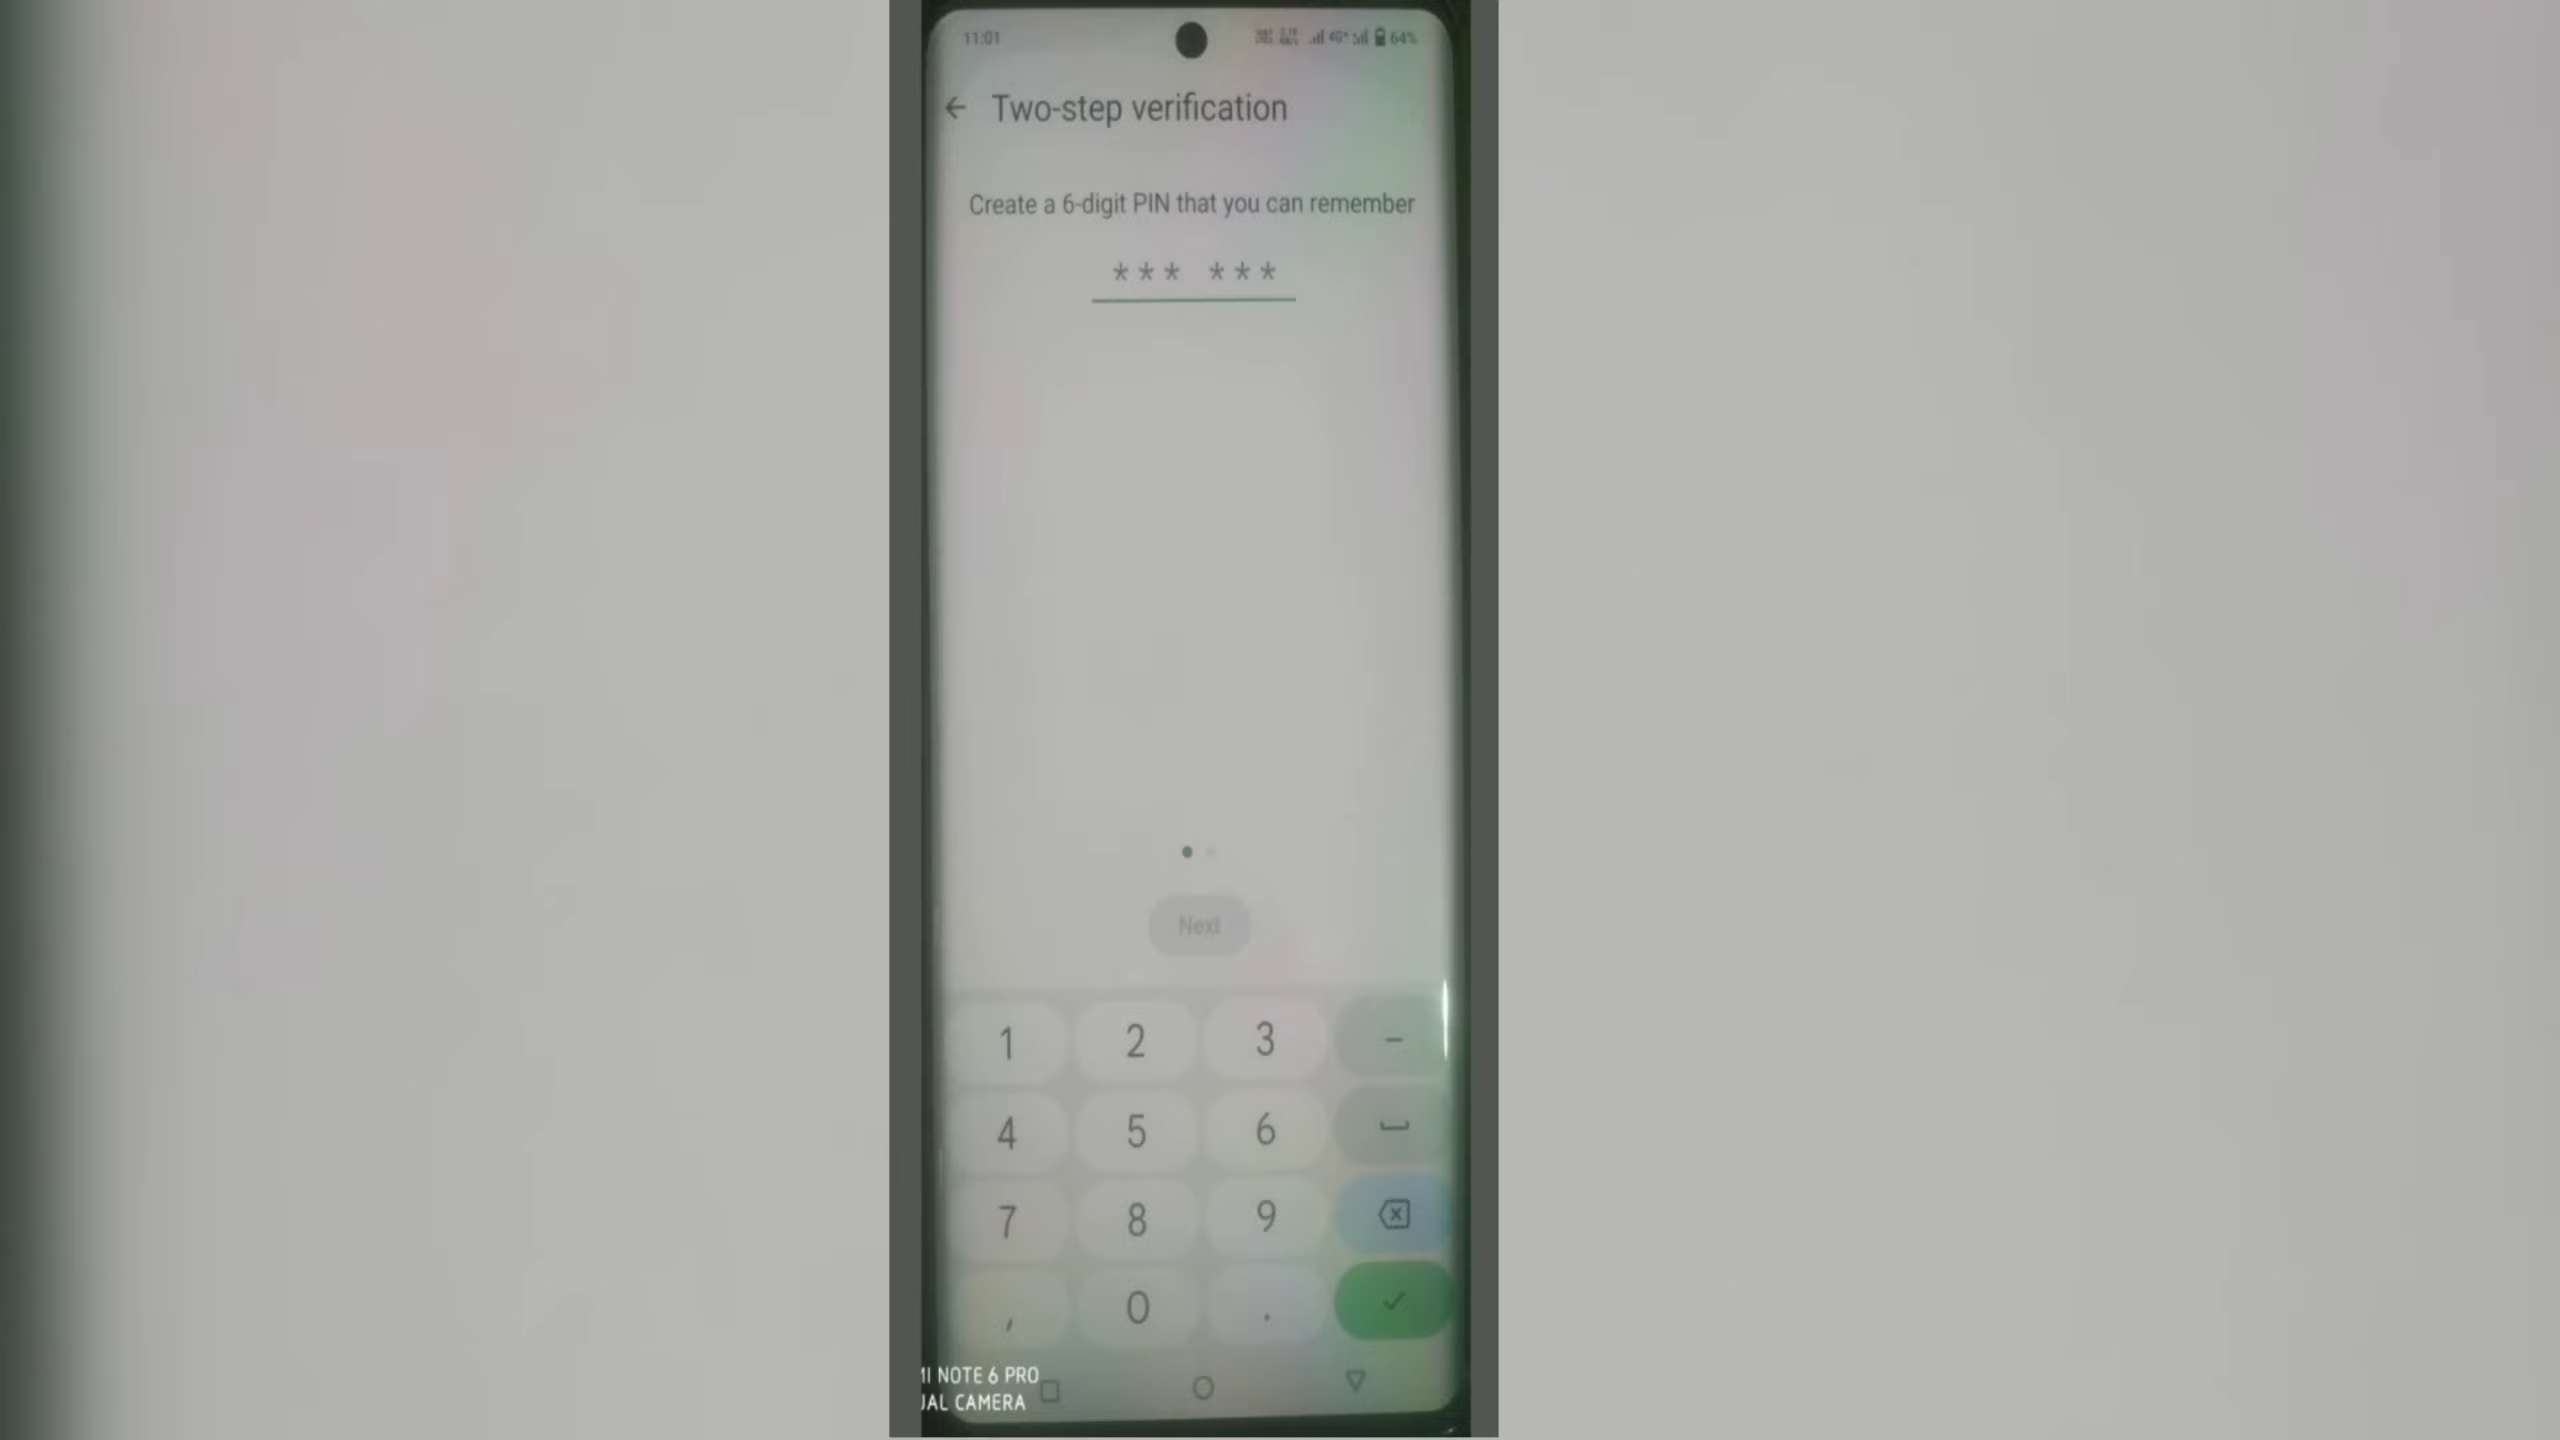 11:01
4G+ 64%
Two-step verification
Create a 6-digit PIN that you can remember
*** ***
Next
1 2 3 -
4 5 6
7 8 9
, 0 .
NOTE 6 PRO
CAMERA